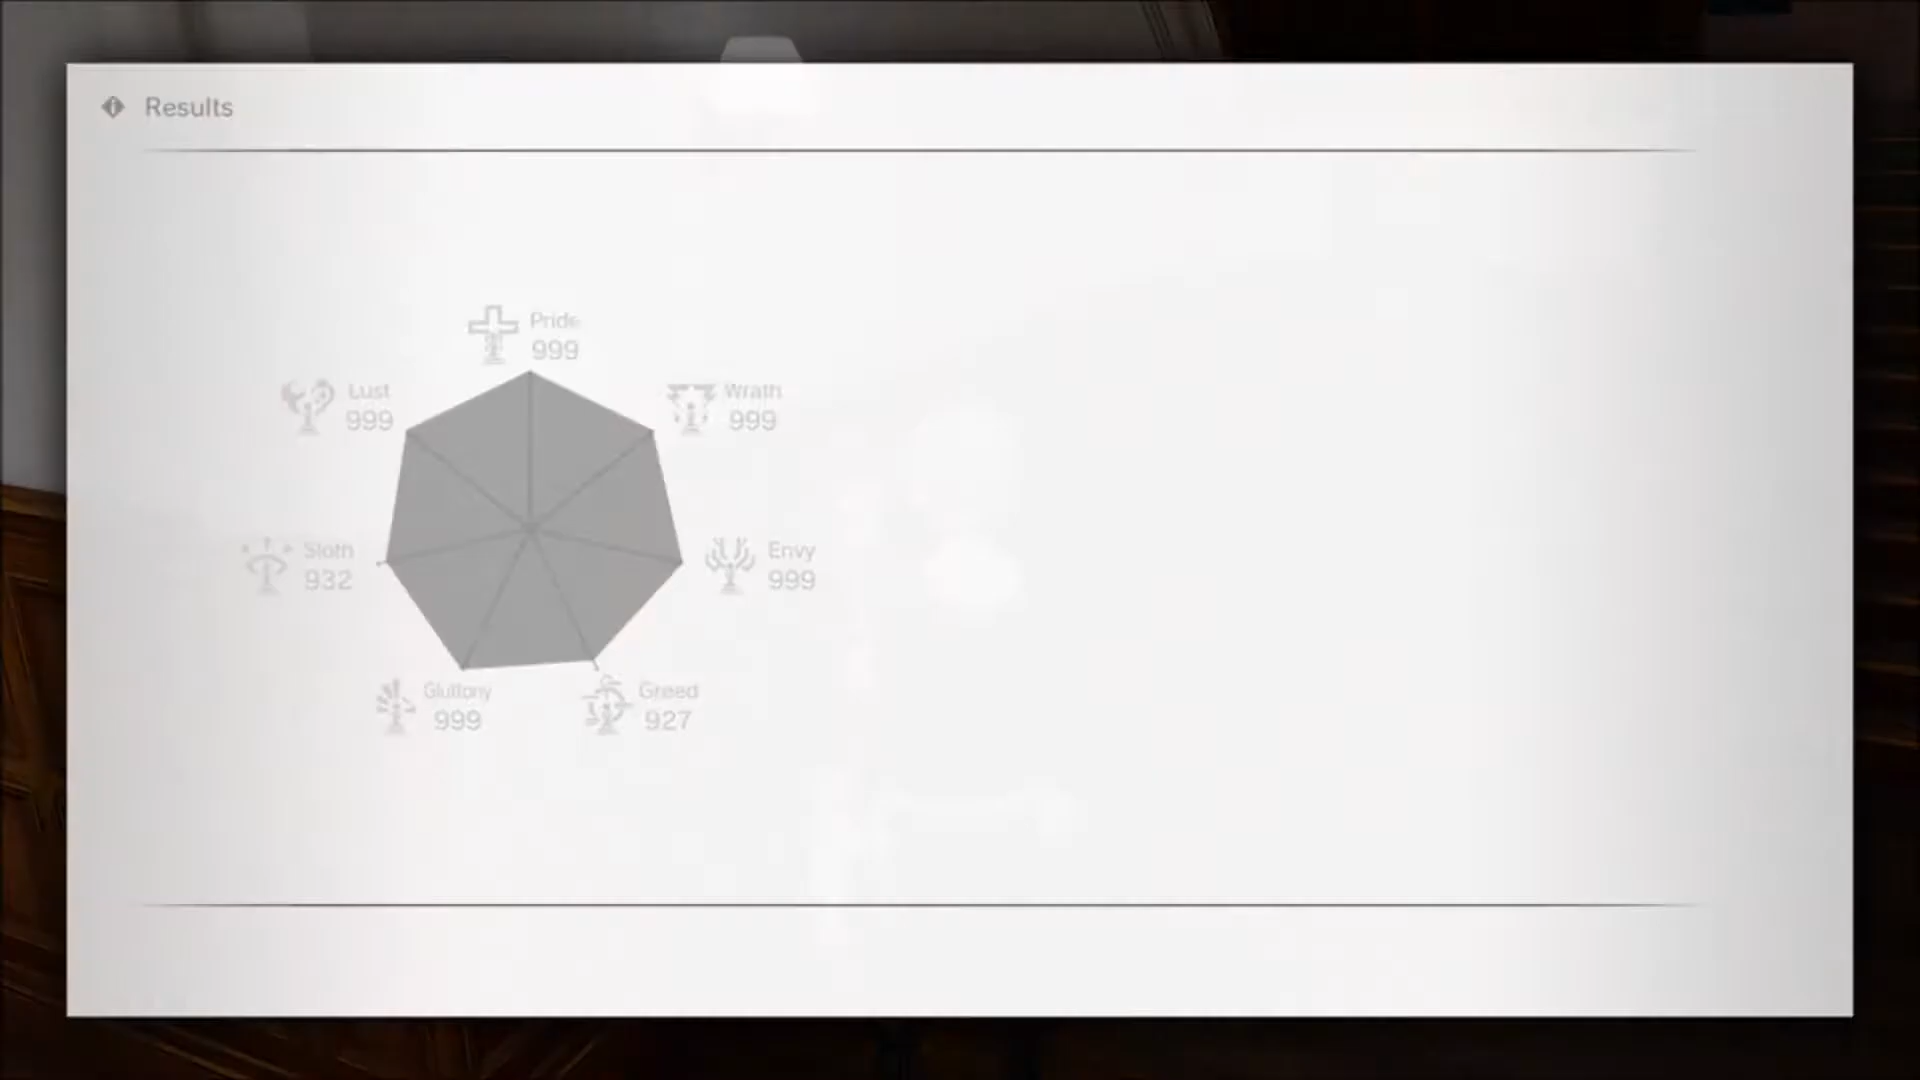 Results
Pride
999
Lust
999
Wrath
999
Sloth
932
Envy
999
Gluttony
999
Greed
927